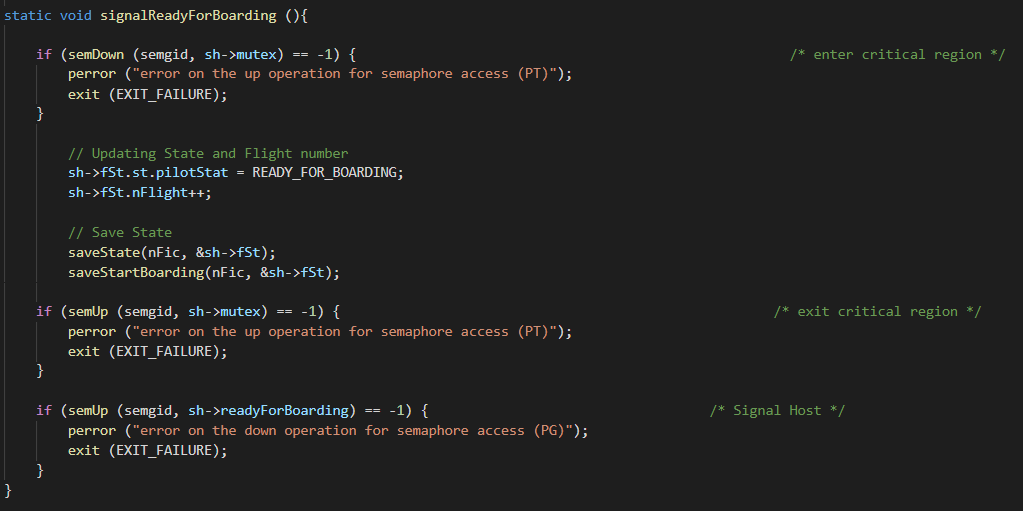 static void signalReadyForBoarding (){
if (semDown (semgid, sh->mutex) == -1) { /* enter critical region */
perror ("error on the up operation for semaphore access (PT)");
exit (EXIT_FAILURE);
}
// Updating State and Flight number
sh->fSt.st.pilotStat = READY_FOR_BOARDING;
sh->fSt.nFlight++;
// Save State
saveState(nFic, &sh->fSt);
saveStartBoarding(nFic, &sh->fSt);
if (semUp (semgid, sh->mutex) == -1) { /* exit critical region */
perror ("error on the up operation for semaphore access (PT)");
exit (EXIT_FAILURE);
}
if (semUp (semgid, sh->readyForBoarding) == -1) { /* Signal Host */
perror ("error on the down operation for semaphore access (PG)");
exit (EXIT_FAILURE);
}
}